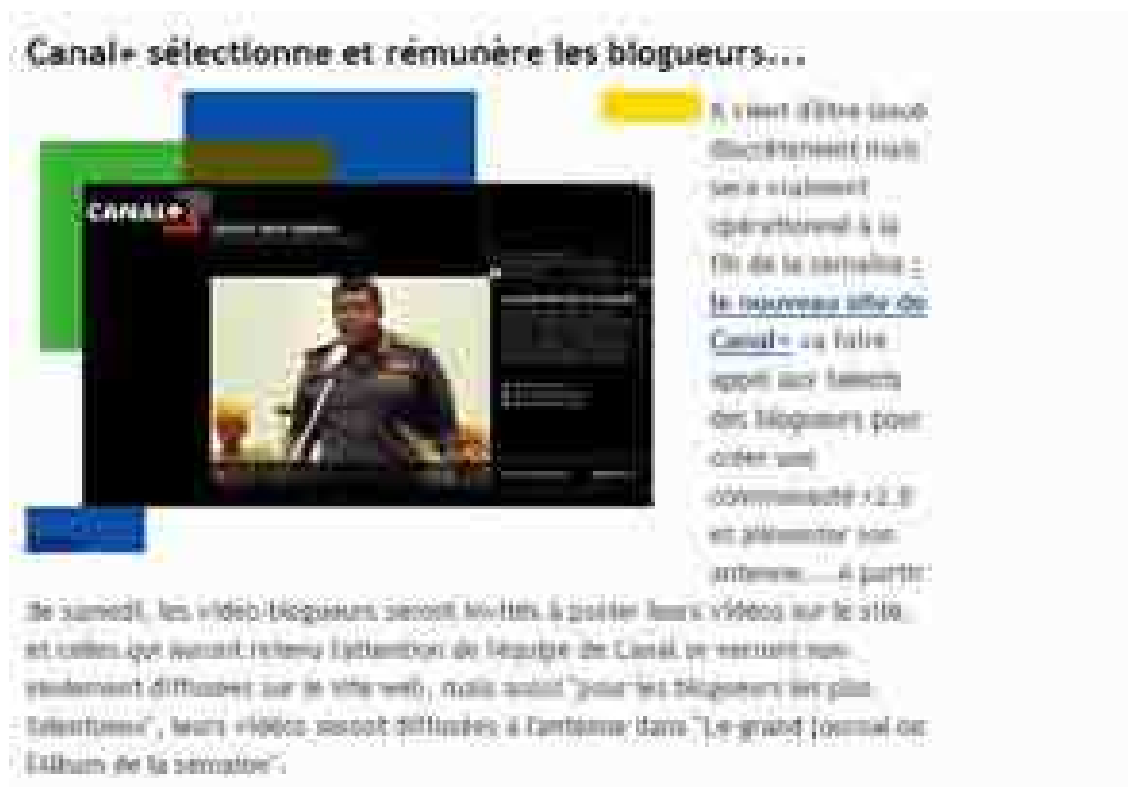 Canal+ sélectionne et rémunère les blogueurs...
CANAL+
Il vient d'être lancé
discrètement mais
sera vraiment
opérationnel à la
fin de la semaine :
le nouveau site de
Canal+ va faire
appel aux talents
des blogueurs pour
créer une
communauté
et alimenter son
antenne... A partir
de samedi, les vidéo-blogueurs seront invités à poster leurs vidéos sur le site,
et celles qui auront retenu l'attention de l'équipe de Canal se verront non
seulement diffusées sur le site web, mais aussi "pour les blogueurs les plus
talentueux", leurs vidéos seront diffusées à l'antenne dans "Le grand journal
l'album de la semaine".